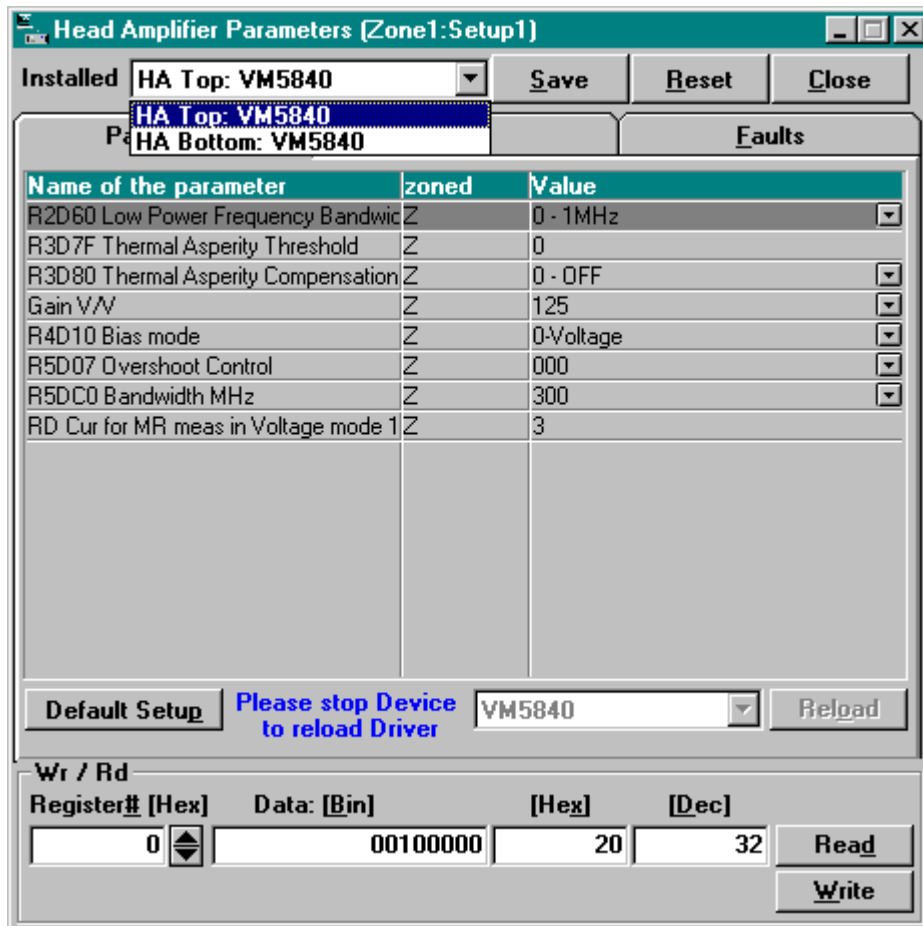 Head Amplifier Parameters (Zone1:Setup1)
Installed HA Top: VM5840 Save Reset Close
HA Top: VM5840
HA Bottom: VM5840
Faults
Name of the parameter zoned Value
R2D60 Low Power Frequency Bandwic Z 0 - 1MHz
R3D7F Thermal Asperity Threshold Z 0
R3D80 Thermal Asperity Compensation Z 0 - OFF
Gain V/V Z 125
R4D10 Bias mode Z 0-Voltage
R5D07 Overshoot Control Z 000
R5DC0 Bandwidth MHz Z 300
RD Cur for MR meas in Voltage mode 1 Z 3
Default Setup Please stop Device to reload Driver VM5840 Reload
Wr / Rd
Register# [Hex] Data: [Bin] [Hex] [Dec]
0 00100000 20 32 Read
Write